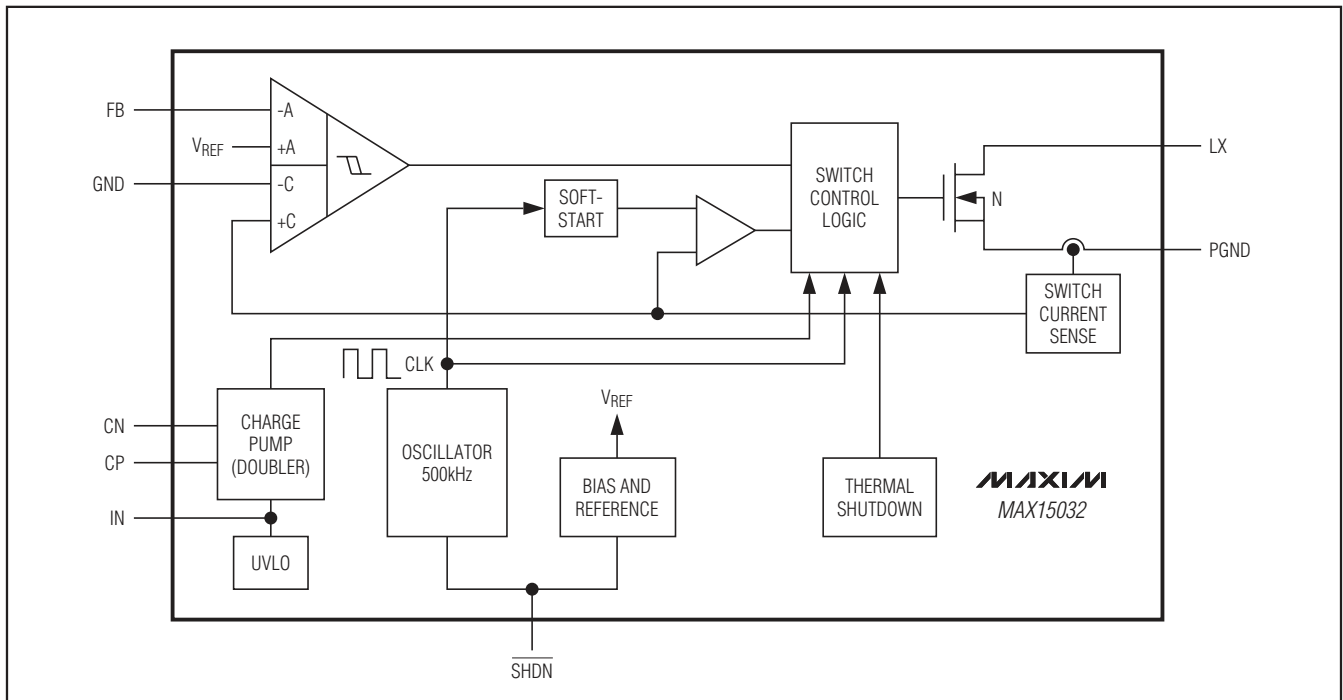 FB
VREF
GND
-A
+A
-C
+C
SOFT-
START
SWITCH
CONTROL
LOGIC
N
LX
PGND
SWITCH
CURRENT
SENSE
CLK
CN
CP
IN
CHARGE
PUMP
(DOUBLER)
UVLO
OSCILLATOR
500kHz
VREF
BIAS AND
REFERENCE
THERMAL
SHUTDOWN
MAXIM
MAX15032
SHDN